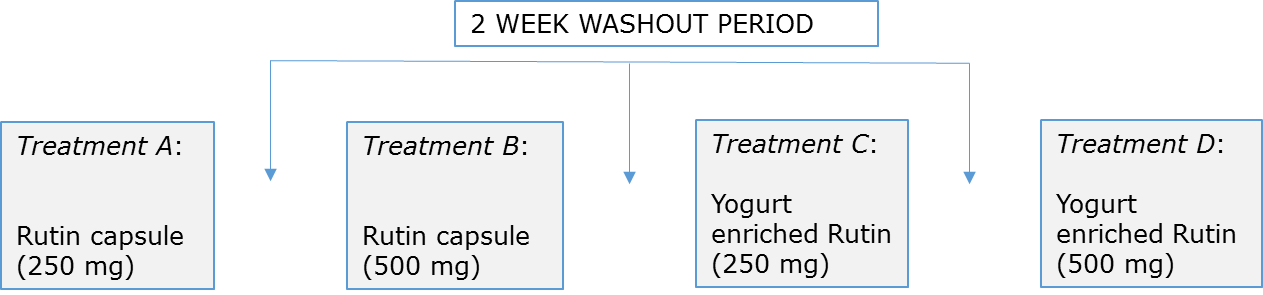 2 WEEK WASHOUT PERIOD
Treatment A:
Rutin capsule
(250 mg)
Treatment B:
Rutin capsule
(500 mg)
Treatment C:
Yogurt
enriched Rutin
(250 mg)
Treatment D:
Yogurt
enriched Rutin
(500 mg)